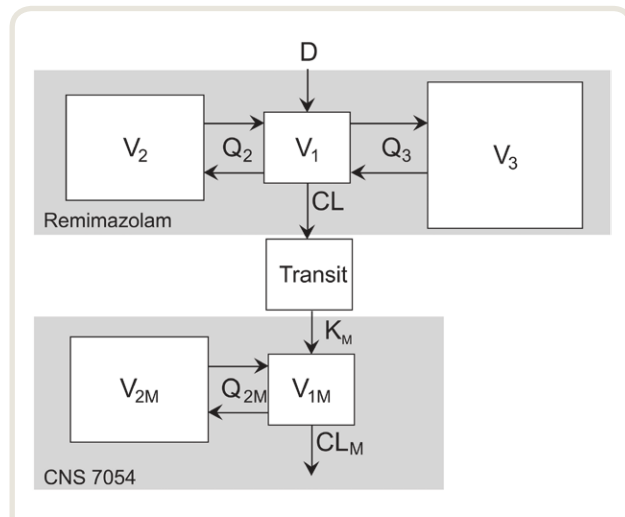 D
V2 Q2 V1 Q3 V3
CL
Remimazolam
Transit
KM
V2M Q2M V1M
CLM
CNS 7054